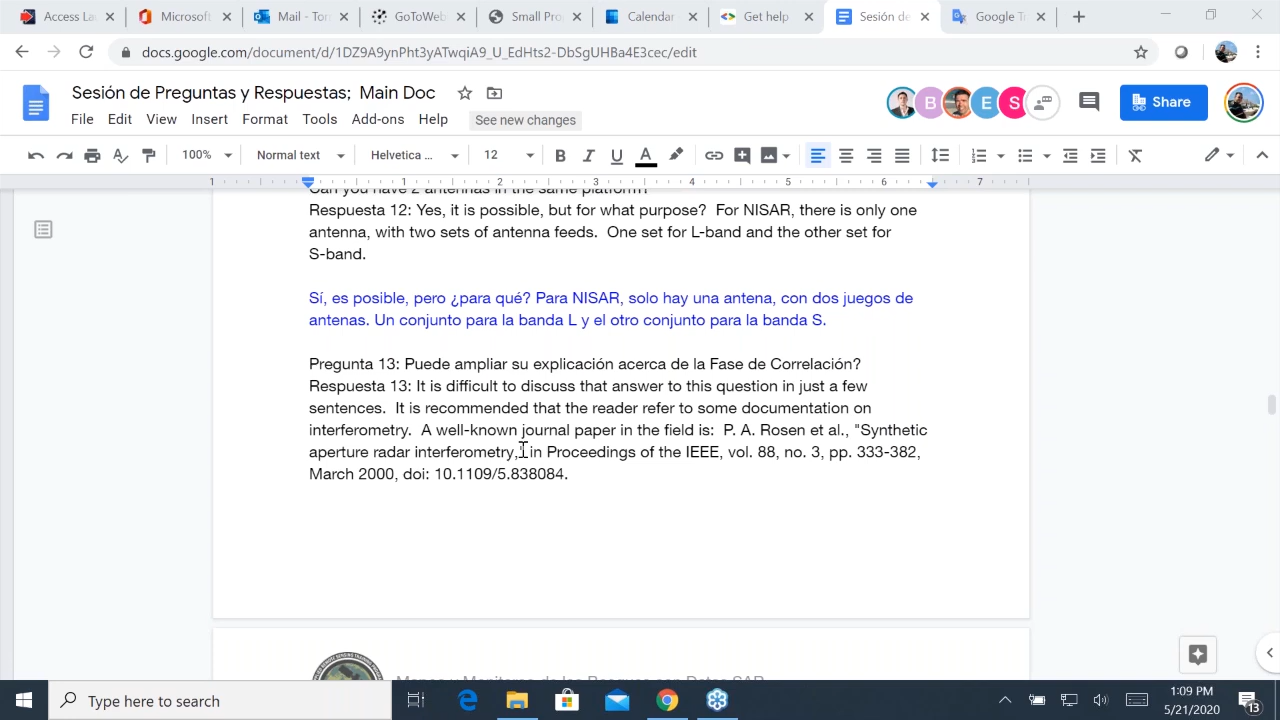 Access La
Microsoft
Mail - Tom
GoToWeb
Small Pro
Calendar
Get help
Sesión de
Google Tr
docs.google.com/document/d/1DZ9A9ynPht3yATwqiA9_U_EdHts2-DbSgUHBa4E3cec/edit
Sesión de Preguntas y Respuestas: Main Doc
B
E
S
Share
File Edit View Insert Format Tools Add-ons Help See new changes
100% Normal text Helvetica ... 12 B I U A
1 1 2 3 4 5 6 7
Can you have 2 antennas in the same platform?
Respuesta 12: Yes, it is possible, but for what purpose? For NISAR, there is only one
antenna, with two sets of antenna feeds. One set for L-band and the other set for
S-band.
Sí, es posible, pero ¿para qué? Para NISAR, solo hay una antena, con dos juegos de
antenas. Un conjunto para la banda L y el otro conjunto para la banda S.
Pregunta 13: Puede ampliar su explicación acerca de la Fase de Correlación?
Respuesta 13: It is difficult to discuss that answer to this question in just a few
sentences. It is recommended that the reader refer to some documentation on
interferometry. A well-known journal paper in the field is: P. A. Rosen et al., "Synthetic
aperture radar interferometry, in Proceedings of the IEEE, vol. 88, no. 3, pp. 333-382,
March 2000, doi: 10.1109/5.838084.
Type here to search
1:09 PM
5/21/2020
13